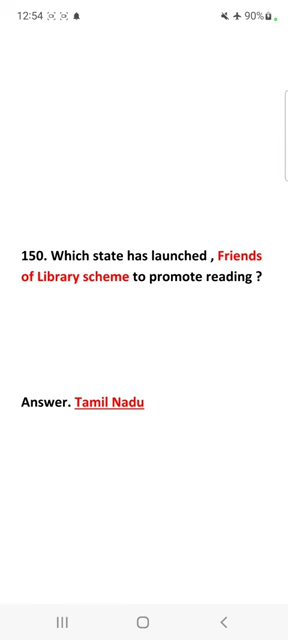 12:54
90%
150. Which state has launched , Friends
of Library scheme to promote reading ?
Answer. Tamil Nadu